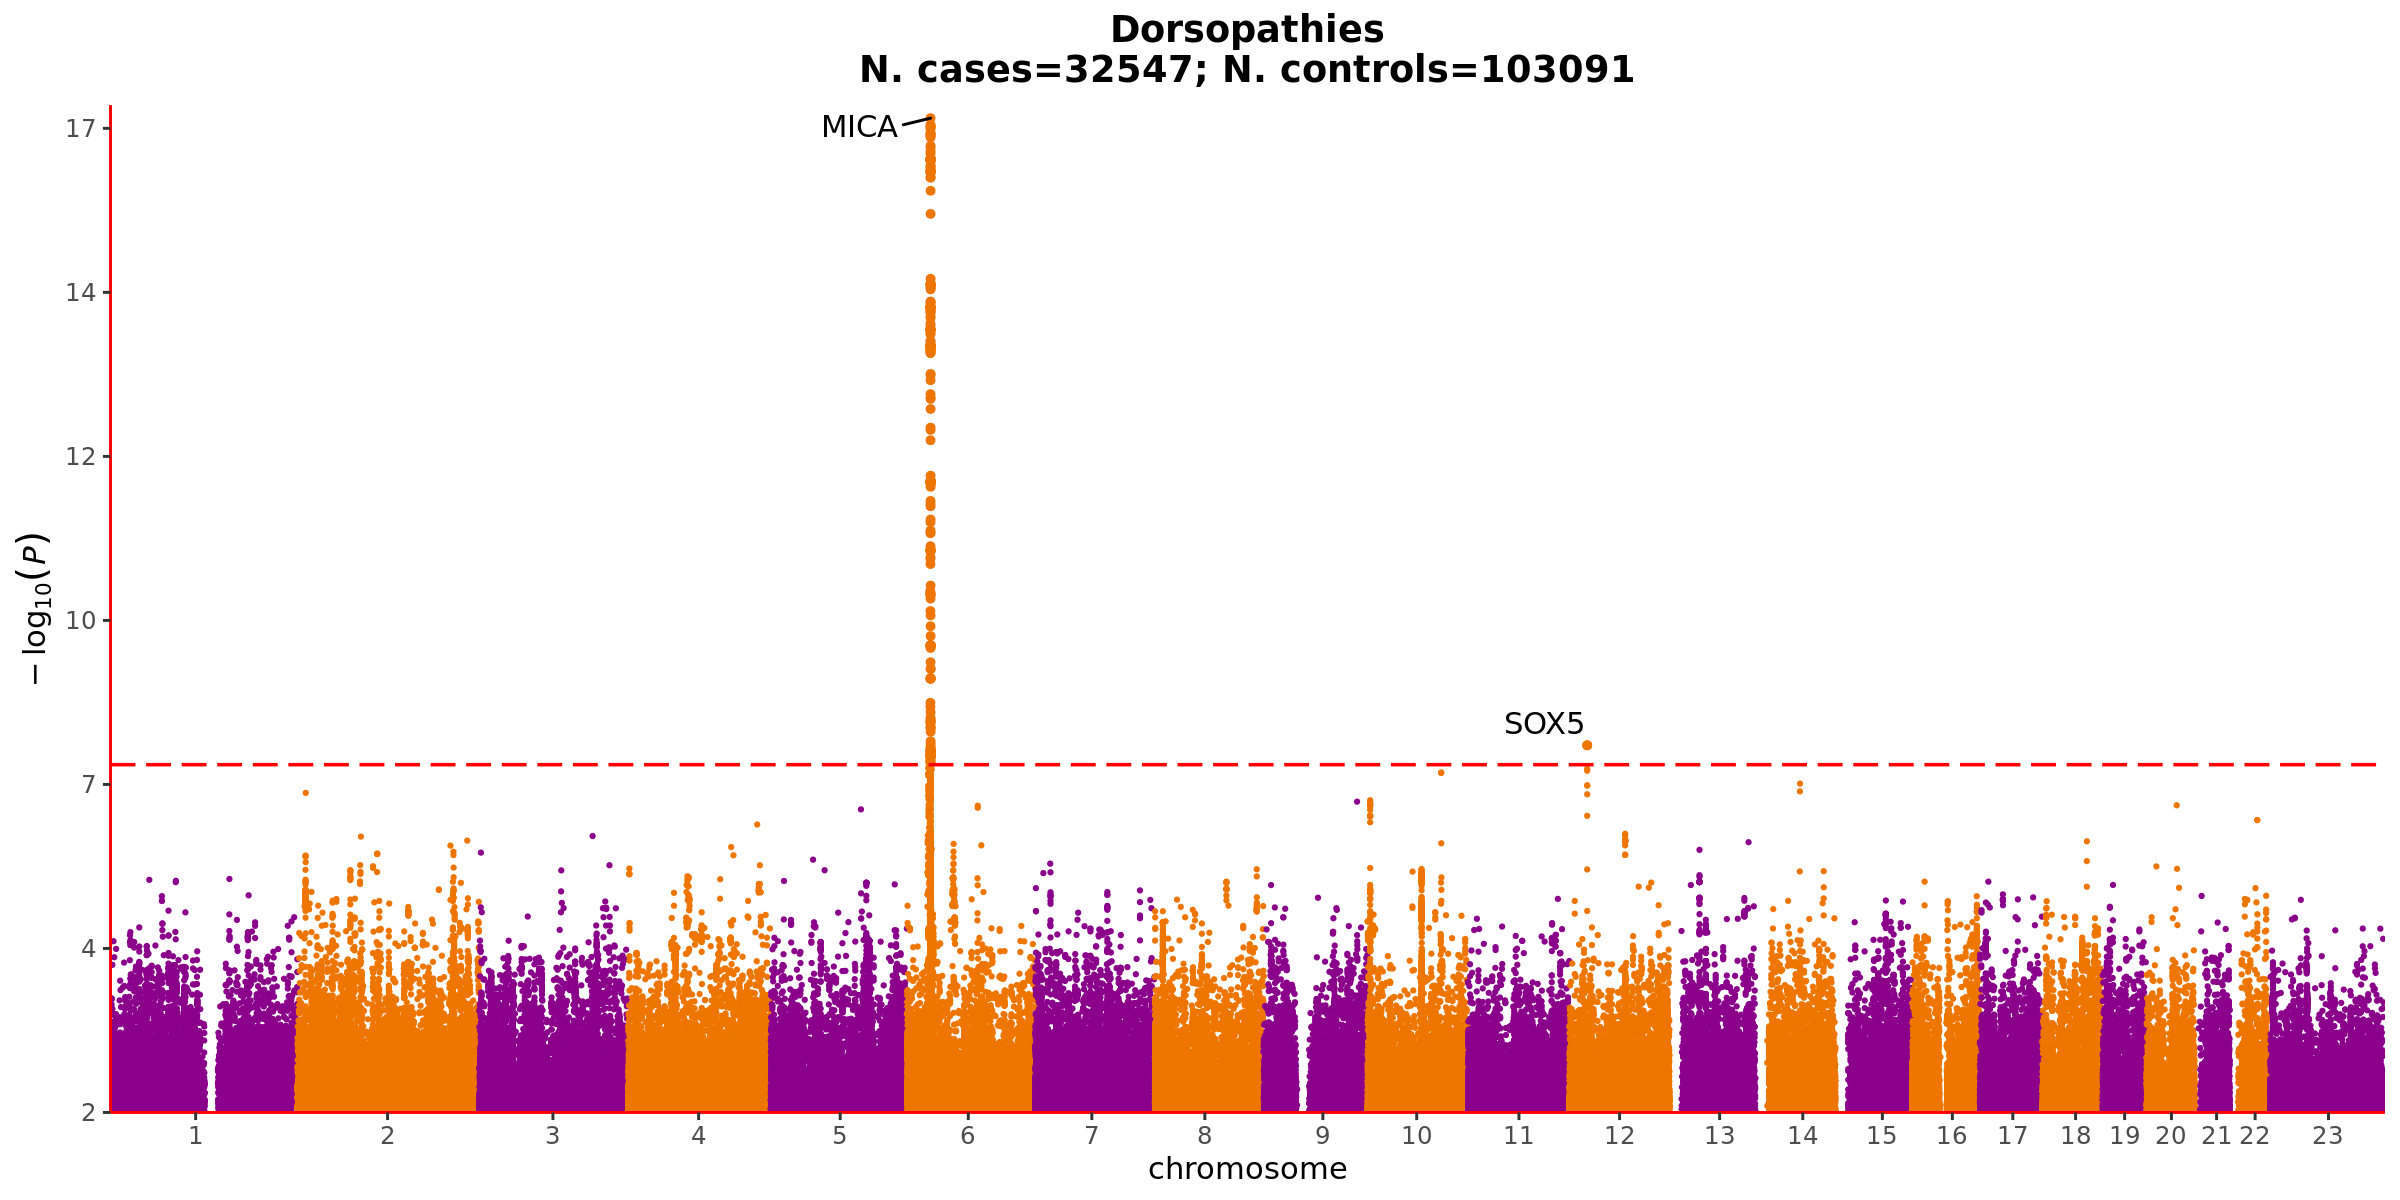 Dorsopathies
N. cases=32547; N. controls=103091
MICA
SOX5
− log10(P)
17
14
12
10
7
4
2
1 2 3 4 5 6 7 8 9 10 11 12 13 14 15 16 17 18 19 20 21 22 23
chromosome